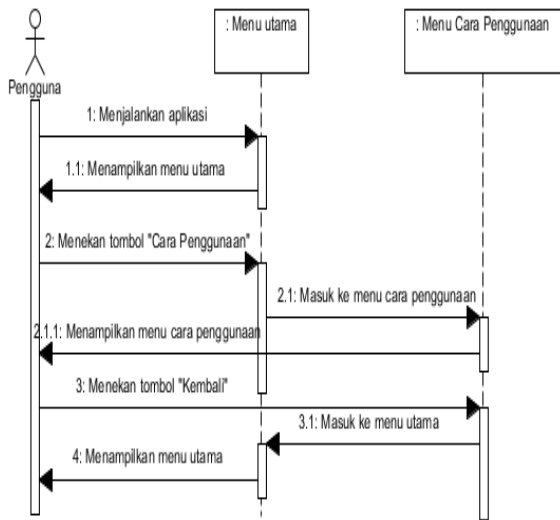 : Menu utama
: Menu Cara Penggunaan
Pengguna
1: Menjalankan aplikasi
1.1: Menampilkan menu utama
2: Menekan tombol "Cara Penggunaan"
2.1: Masuk ke menu cara penggunaan
2.1.1: Menampilkan menu cara penggunaan
3: Menekan tombol "Kembali"
3.1: Masuk ke menu utama
4: Menampilkan menu utama